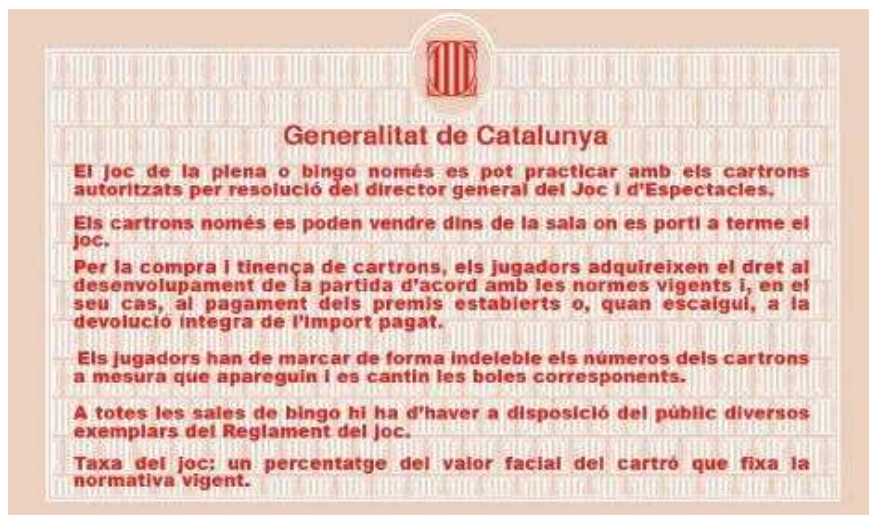 Generalitat de Catalunya
El joc de la plena o bingo només es pot practicar amb els cartrons
autoritzats per resolució del director general del Joc i d'Espectacles.
Els cartrons només es poden vendre dins de la sala on es porti a terme el
joc.
Per la compra i tinença de cartrons, els jugadors adquireixen el dret al
desenvolupament de la partida d'acord amb les normes vigents i, en el
seu cas, al pagament dels premis establerts o, quan escaigui, a la
devolució íntegra de l'import pagat.
Els jugadors han de marcar de forma indeleble els números dels cartrons
a mesura que apareguin i es cantin les boles corresponents.
A totes les sales de bingo hi ha d'haver a disposició del públic diversos
exemplars del Reglament del joc.
Taxa del joc: un percentatge del valor facial del cartró que fixa la
normativa vigent.